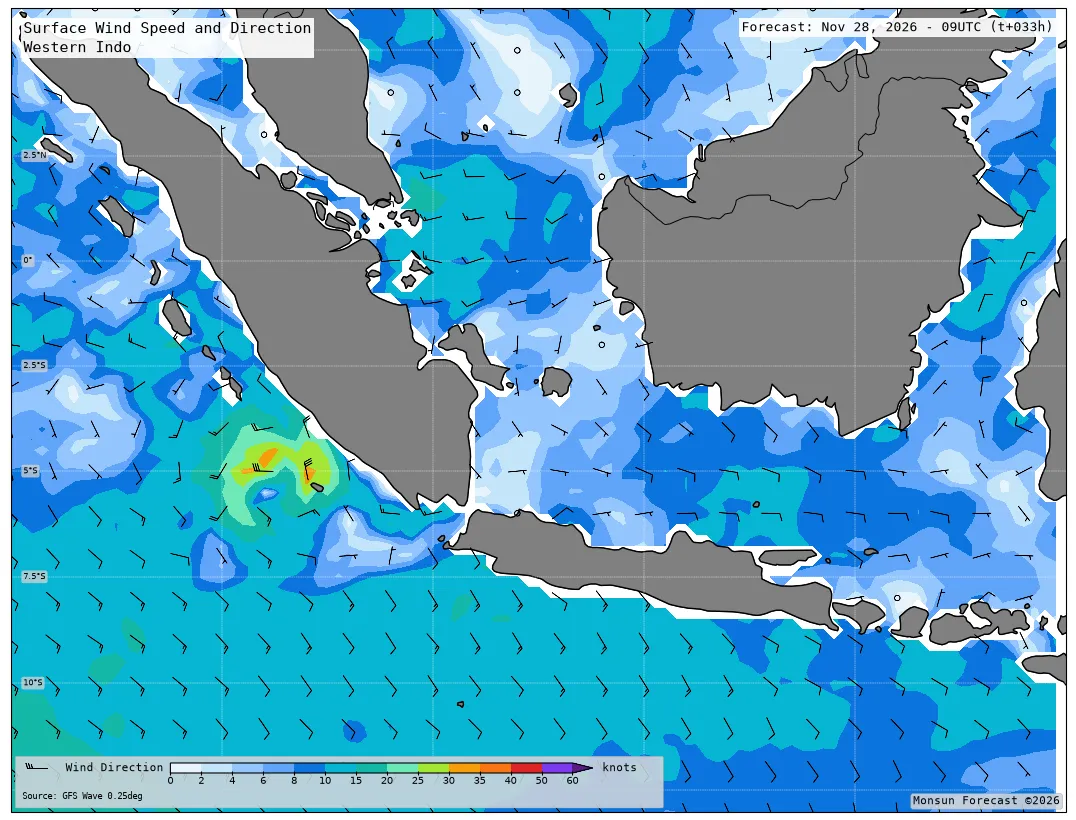 Surface Wind Speed and Direction
Western Indo
Forecast: Nov 28, 2026 - 09UTC (t+033h)
2.5°N
0°
2.5°S
5°S
7.5°S
10°S
Wind Direction
0 2 4 6 8 10 15 20 25 30 35 40 50 60
knots
Source: GFS Wave 0.25deg
Monsun Forecast ©2026